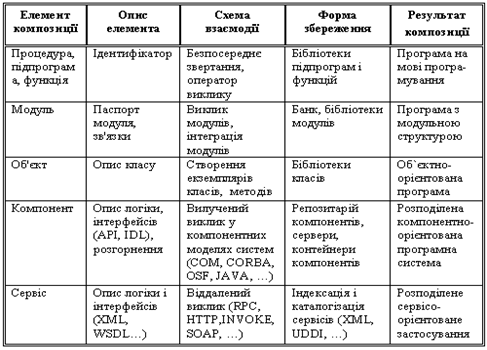 Елемент композиції
Опис елемента
Схема взаємодії
Форма збереження
Результат композиції
Процедура, підпрограм а, функція
Ідентифікатор
Безпосереднє звертання, оператор виклику
Бібліотеки підпрограм і функцій
Програма на мові програ- мування
Модуль
Паспорт модуля, зв'язки
Виклик модулів, інтеграція модулів
Банк, бібліотеки модулів
Програма з модульною структурою
Об'єкт
Опис класу
Створення екземплярів класів, методів
Бібліотеки класів
Об`єктно- орієнтована програма
Компонент
Опис логіки, інтерфейсів (API, IDL), розгорнення
Вилучений виклик у компонентних моделях систем (COM, CORBA, OSF, JAVA, …)
Репозитарій компонентів, сервери, контейнери компонентів
Розподілена компонентно- орієнтована програмна система
Сервіс
Опис логіки і інтерфейсів (XML, WSDL…)
Віддалений виклик (RPC, HTTP,INVOKE, SOAP, …)
Індексація і каталогізація сервісів (XML, UDDI, …)
Розподілене сервісо- орієнтоване застосування